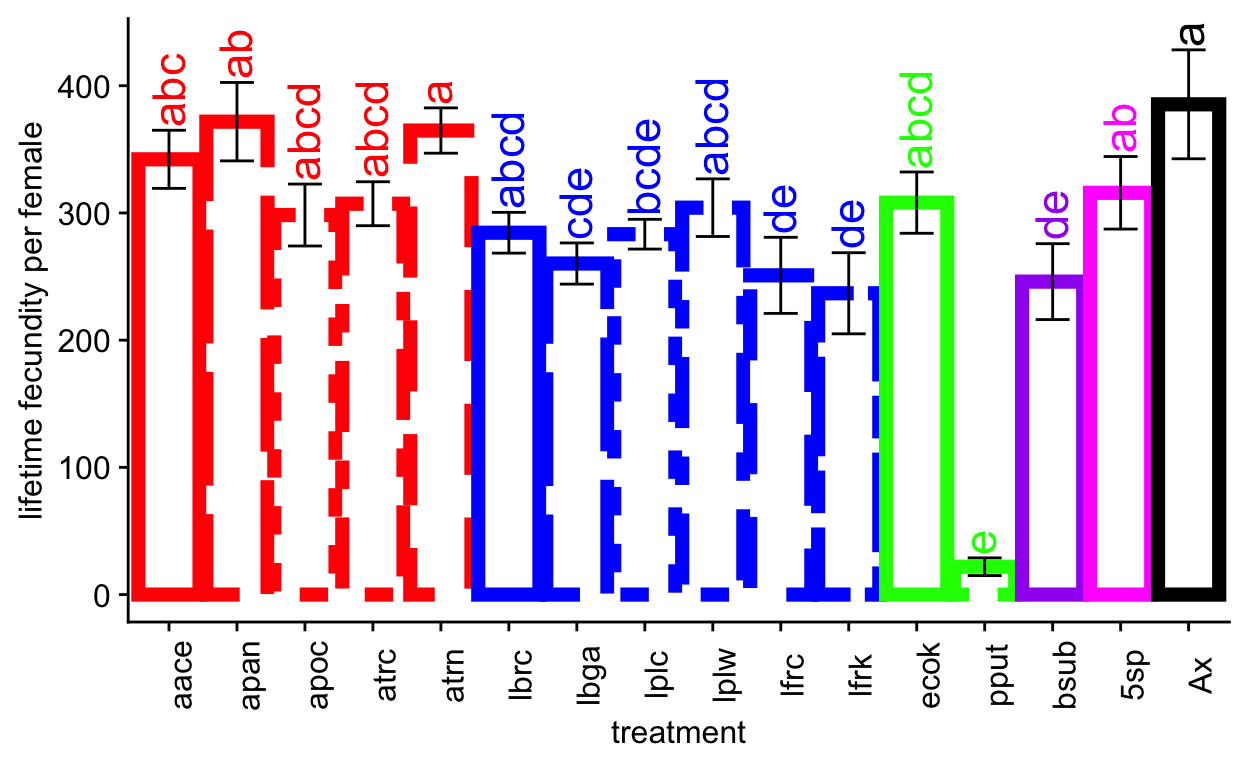 lifetime fecundity per female
400
300
200
100
0
abc
ab
abcd
abcd
a
abcd
cde
bcde
abcd
de
de
abcd
e
de
ab
a
aace
apan
apoc
atrc
atrn
lbrc
lbga
lplc
lplw
lfrc
lfrk
ecok
pput
bsub
5sp
Ax
treatment